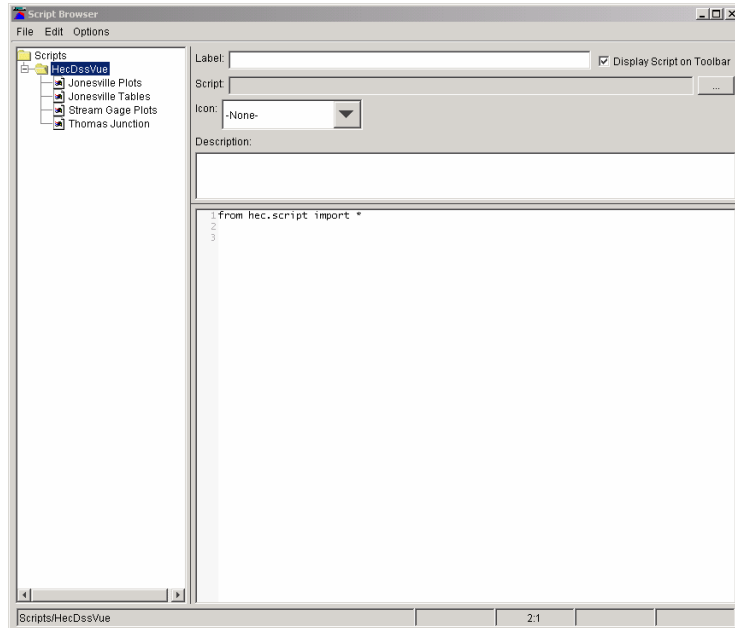 Script Browser
File Edit Options
Scripts
HecDssVue
Jonesville Plots
Jonesville Tables
Stream Gage Plots
Thomas Junction
Label:
Display Script on Toolbar
Script:
...
Icon:
-None-
Description:
1 from hec.script import *
2
3
Scripts/HecDssVue
2:1